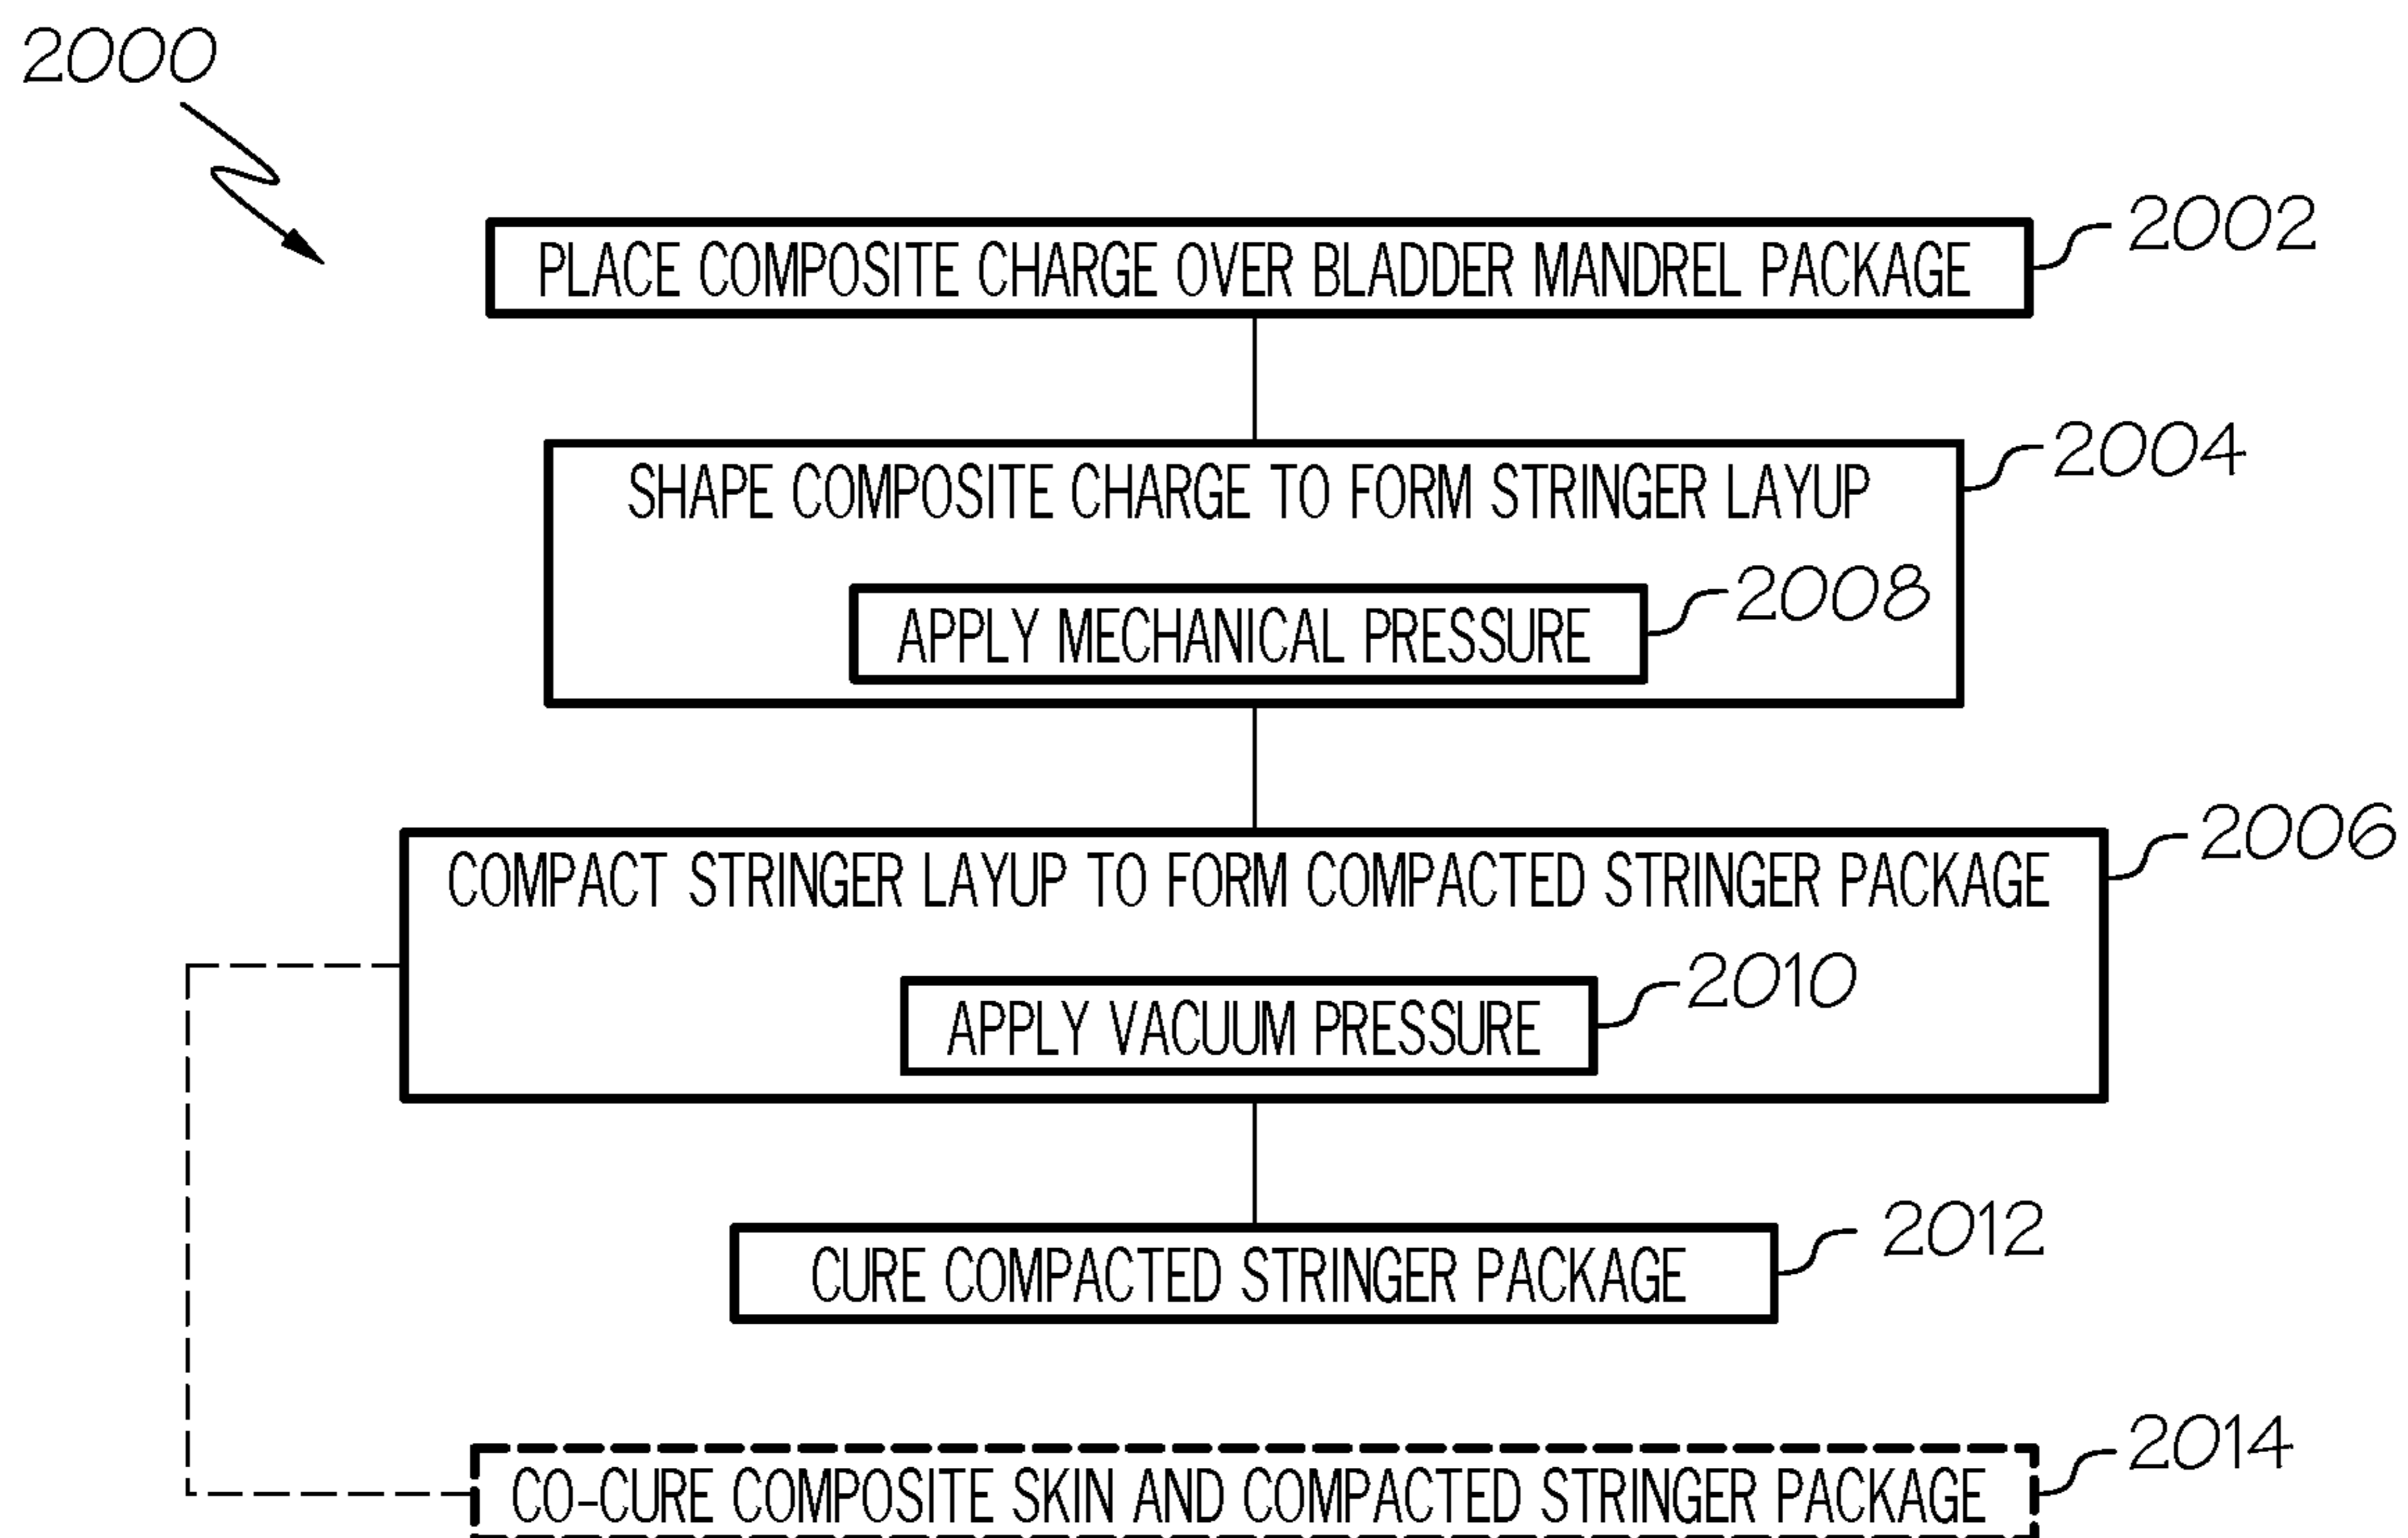 2000
PLACE COMPOSITE CHARGE OVER BLADDER MANDREL PACKAGE
2002
SHAPE COMPOSITE CHARGE TO FORM STRINGER LAYUP
2004
APPLY MECHANICAL PRESSURE
2008
COMPACT STRINGER LAYUP TO FORM COMPACTED STRINGER PACKAGE
2006
APPLY VACUUM PRESSURE
2010
CURE COMPACTED STRINGER PACKAGE
2012
CO-CURE COMPOSITE SKIN AND COMPACTED STRINGER PACKAGE
2014